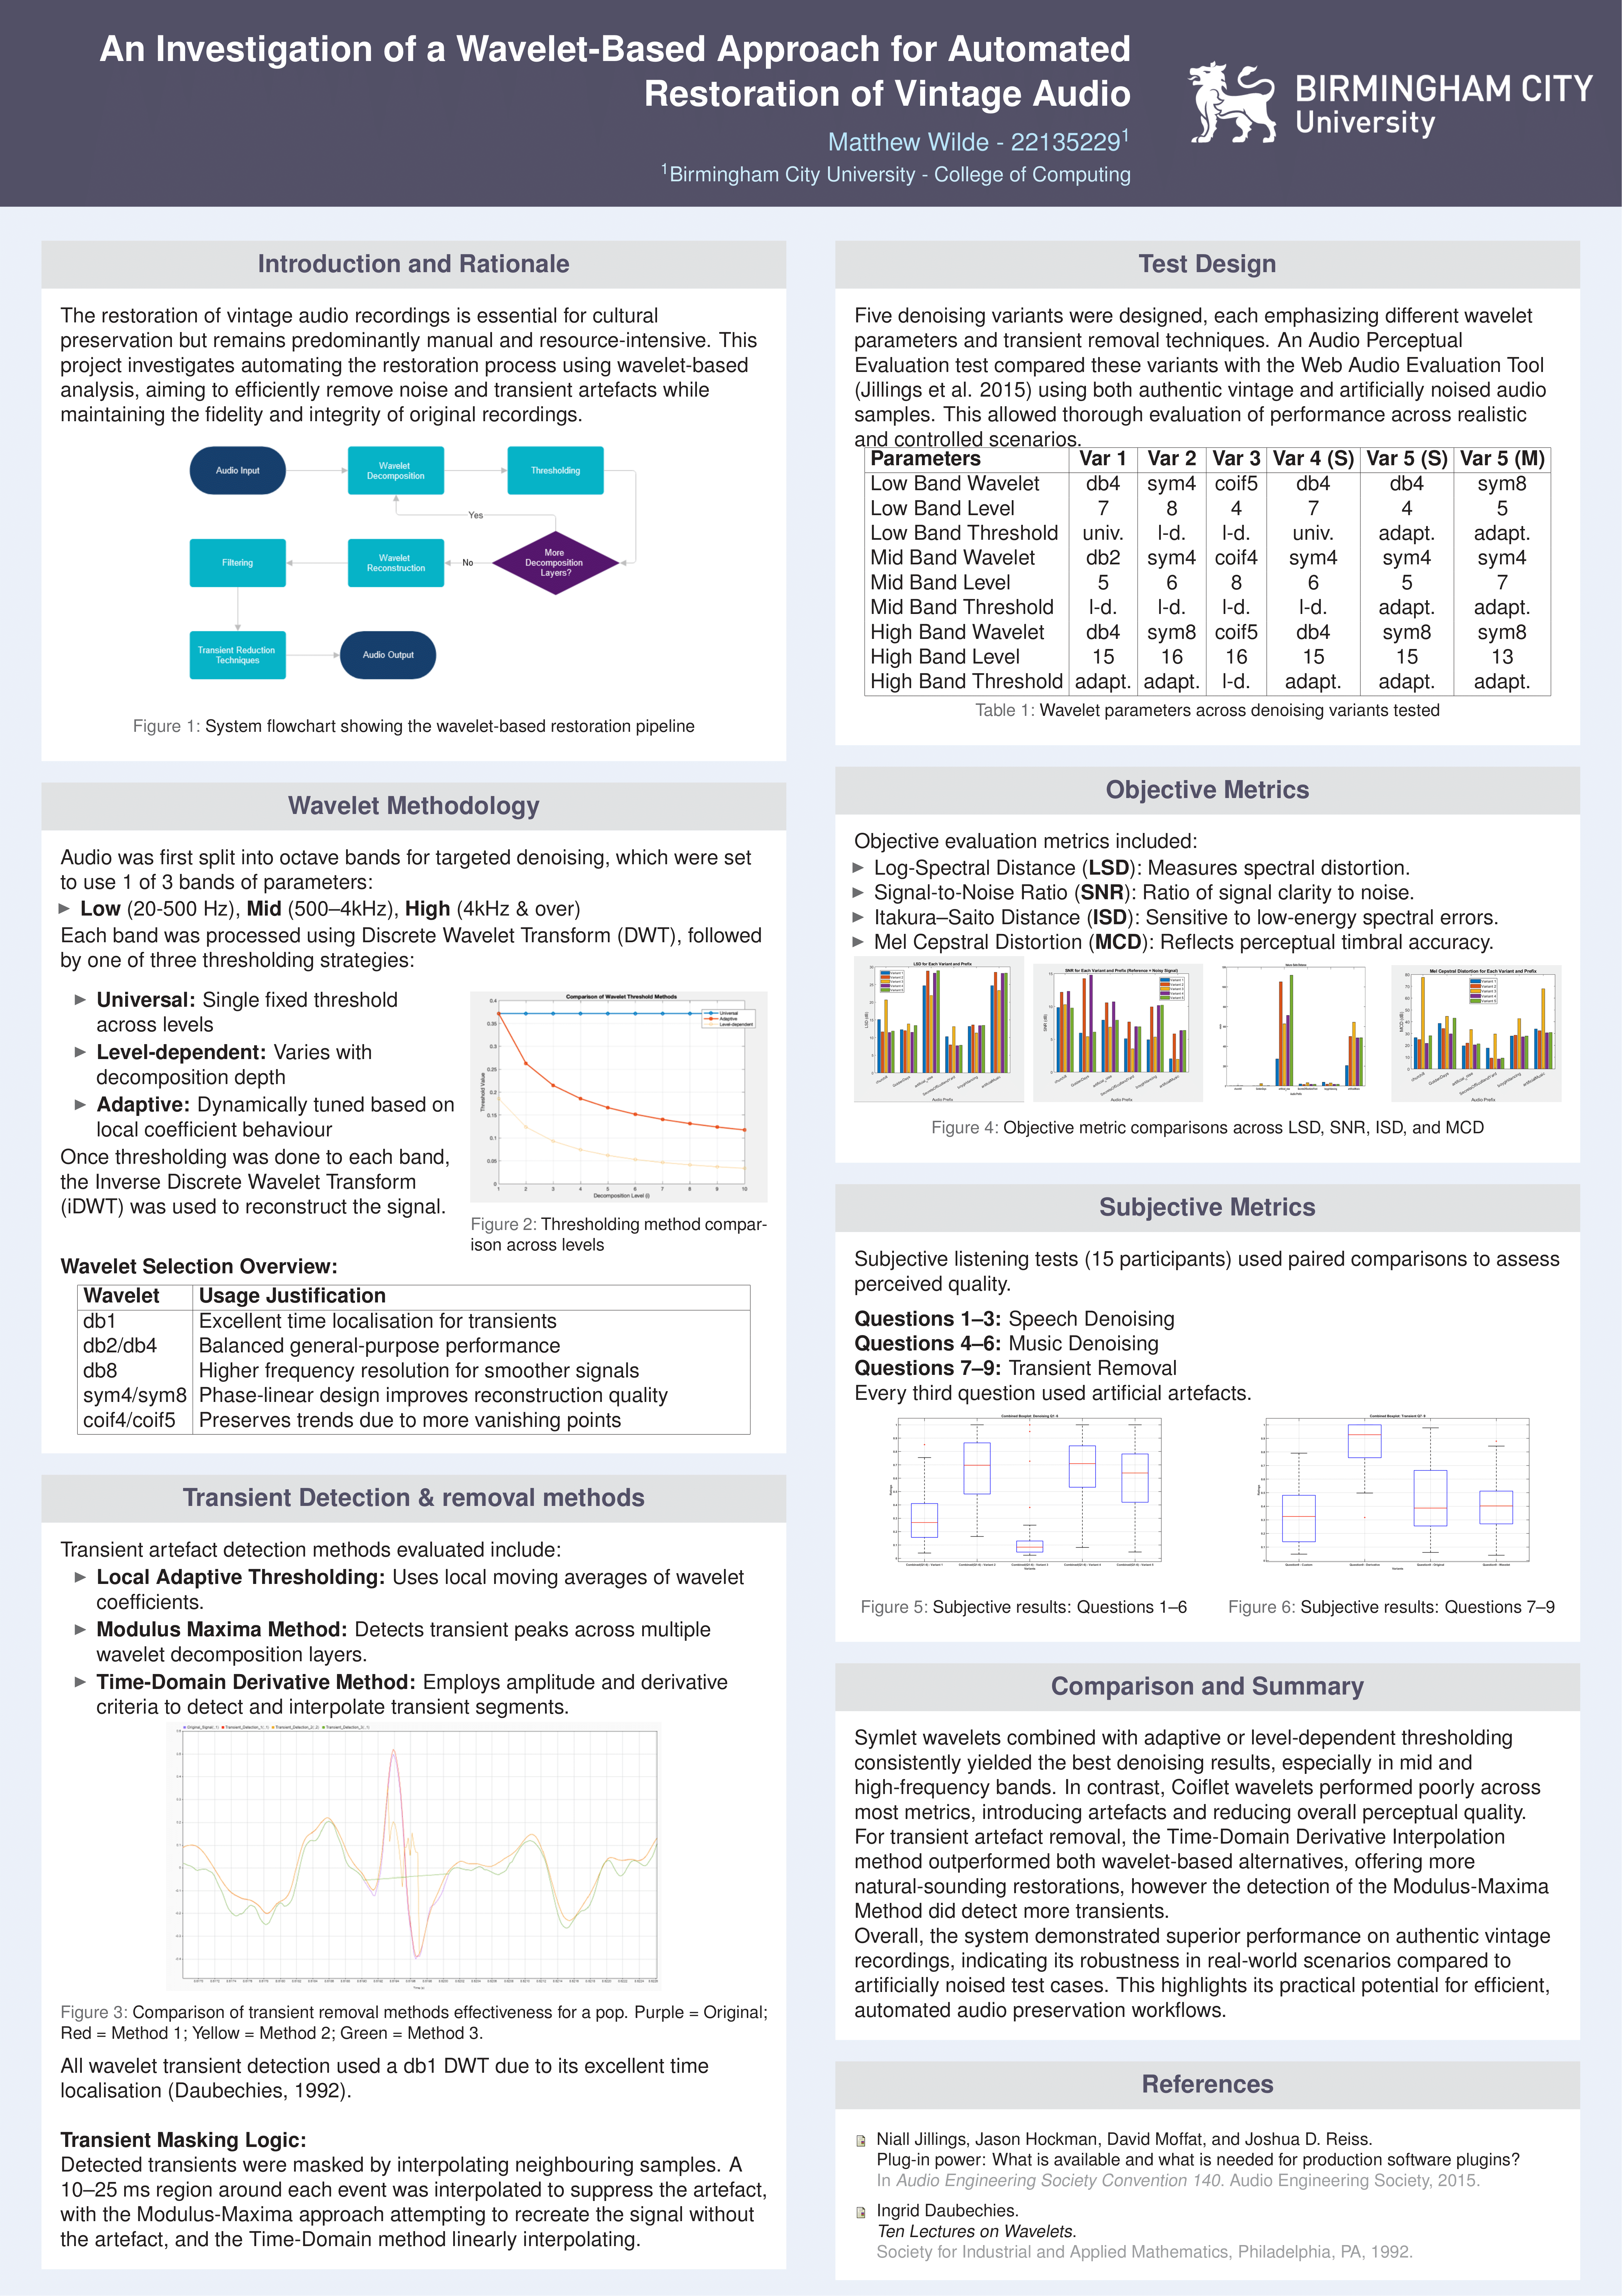 An Investigation of a Wavelet-Based Approach for Automated
Restoration of Vintage Audio
Matthew Wilde - 22135229¹
¹Birmingham City University - College of Computing
BIRMINGHAM CITY
University
Introduction and Rationale
The restoration of vintage audio recordings is essential for cultural
preservation but remains predominantly manual and resource-intensive. This
project investigates automating the restoration process using wavelet-based
analysis, aiming to efficiently remove noise and transient artefacts while
maintaining the fidelity and integrity of original recordings.
Audio Input
Wavelet
Decomposition
Thresholding
Yes
Filtering
Wavelet
Reconstruction
No
More
Decomposition
Layers?
Transient Reduction
Techniques
Audio Output
Figure 1: System flowchart showing the wavelet-based restoration pipeline
Wavelet Methodology
Audio was first split into octave bands for targeted denoising, which were set
to use 1 of 3 bands of parameters:
▶ Low (20-500 Hz), Mid (500–4kHz), High (4kHz & over)
Each band was processed using Discrete Wavelet Transform (DWT), followed
by one of three thresholding strategies:
▶ Universal: Single fixed threshold
across levels
▶ Level-dependent: Varies with
decomposition depth
▶ Adaptive: Dynamically tuned based on
local coefficient behaviour
Once thresholding was done to each band,
the Inverse Discrete Wavelet Transform
(iDWT) was used to reconstruct the signal.
Comparison of Wavelet Threshold Methods
Universal
Adaptive
Level-dependent
Threshold Value
0.4
0.35
0.3
0.25
0.2
0.15
0.1
0.05
0
1 2 3 4 5 6 7 8 9 10
Decomposition Level (j)
Figure 2: Thresholding method compar-
ison across levels
Wavelet Selection Overview:
Wavelet Usage Justification
db1 Excellent time localisation for transients
db2/db4 Balanced general-purpose performance
db8 Higher frequency resolution for smoother signals
sym4/sym8 Phase-linear design improves reconstruction quality
coif4/coif5 Preserves trends due to more vanishing points
Transient Detection & removal methods
Transient artefact detection methods evaluated include:
▶ Local Adaptive Thresholding: Uses local moving averages of wavelet
coefficients.
▶ Modulus Maxima Method: Detects transient peaks across multiple
wavelet decomposition layers.
▶ Time-Domain Derivative Method: Employs amplitude and derivative
criteria to detect and interpolate transient segments.
Figure 3: Comparison of transient removal methods effectiveness for a pop. Purple = Original;
Red = Method 1; Yellow = Method 2; Green = Method 3.
All wavelet transient detection used a db1 DWT due to its excellent time
localisation (Daubechies, 1992).
Transient Masking Logic:
Detected transients were masked by interpolating neighbouring samples. A
10–25 ms region around each event was interpolated to suppress the artefact,
with the Modulus-Maxima approach attempting to recreate the signal without
the artefact, and the Time-Domain method linearly interpolating.
Test Design
Five denoising variants were designed, each emphasizing different wavelet
parameters and transient removal techniques. An Audio Perceptual
Evaluation test compared these variants with the Web Audio Evaluation Tool
(Jillings et al. 2015) using both authentic vintage and artificially noised audio
samples. This allowed thorough evaluation of performance across realistic
and controlled scenarios.
Parameters Var 1 Var 2 Var 3 Var 4 (S) Var 5 (S) Var 5 (M)
Low Band Wavelet db4 sym4 coif5 db4 db4 sym8
Low Band Level 7 8 4 7 4 5
Low Band Threshold univ. l-d. l-d. univ. adapt. adapt.
Mid Band Wavelet db2 sym4 coif4 sym4 sym4 sym4
Mid Band Level 5 6 8 6 5 7
Mid Band Threshold l-d. l-d. l-d. l-d. adapt. adapt.
High Band Wavelet db4 sym8 coif5 db4 sym8 sym8
High Band Level 15 16 16 15 15 13
High Band Threshold adapt. adapt. l-d. adapt. adapt. adapt.
Table 1: Wavelet parameters across denoising variants tested
Objective Metrics
Objective evaluation metrics included:
▶ Log-Spectral Distance (LSD): Measures spectral distortion.
▶ Signal-to-Noise Ratio (SNR): Ratio of signal clarity to noise.
▶ Itakura–Saito Distance (ISD): Sensitive to low-energy spectral errors.
▶ Mel Cepstral Distortion (MCD): Reflects perceptual timbral accuracy.
LSD for Each Variant and Prefix
SNR for Each Variant and Prefix (Reference = Noisy Signal)
Mel Cepstral Distortion for Each Variant and Prefix
Figure 4: Objective metric comparisons across LSD, SNR, ISD, and MCD
Subjective Metrics
Subjective listening tests (15 participants) used paired comparisons to assess
perceived quality.
Questions 1–3: Speech Denoising
Questions 4–6: Music Denoising
Questions 7–9: Transient Removal
Every third question used artificial artefacts.
Figure 5: Subjective results: Questions 1–6
Figure 6: Subjective results: Questions 7–9
Comparison and Summary
Symlet wavelets combined with adaptive or level-dependent thresholding
consistently yielded the best denoising results, especially in mid and
high-frequency bands. In contrast, Coiflet wavelets performed poorly across
most metrics, introducing artefacts and reducing overall perceptual quality.
For transient artefact removal, the Time-Domain Derivative Interpolation
method outperformed both wavelet-based alternatives, offering more
natural-sounding restorations, however the detection of the Modulus-Maxima
Method did detect more transients.
Overall, the system demonstrated superior performance on authentic vintage
recordings, indicating its robustness in real-world scenarios compared to
artificially noised test cases. This highlights its practical potential for efficient,
automated audio preservation workflows.
References
Niall Jillings, Jason Hockman, David Moffat, and Joshua D. Reiss.
Plug-in power: What is available and what is needed for production software plugins?
In Audio Engineering Society Convention 140. Audio Engineering Society, 2015.
Ingrid Daubechies.
Ten Lectures on Wavelets.
Society for Industrial and Applied Mathematics, Philadelphia, PA, 1992.